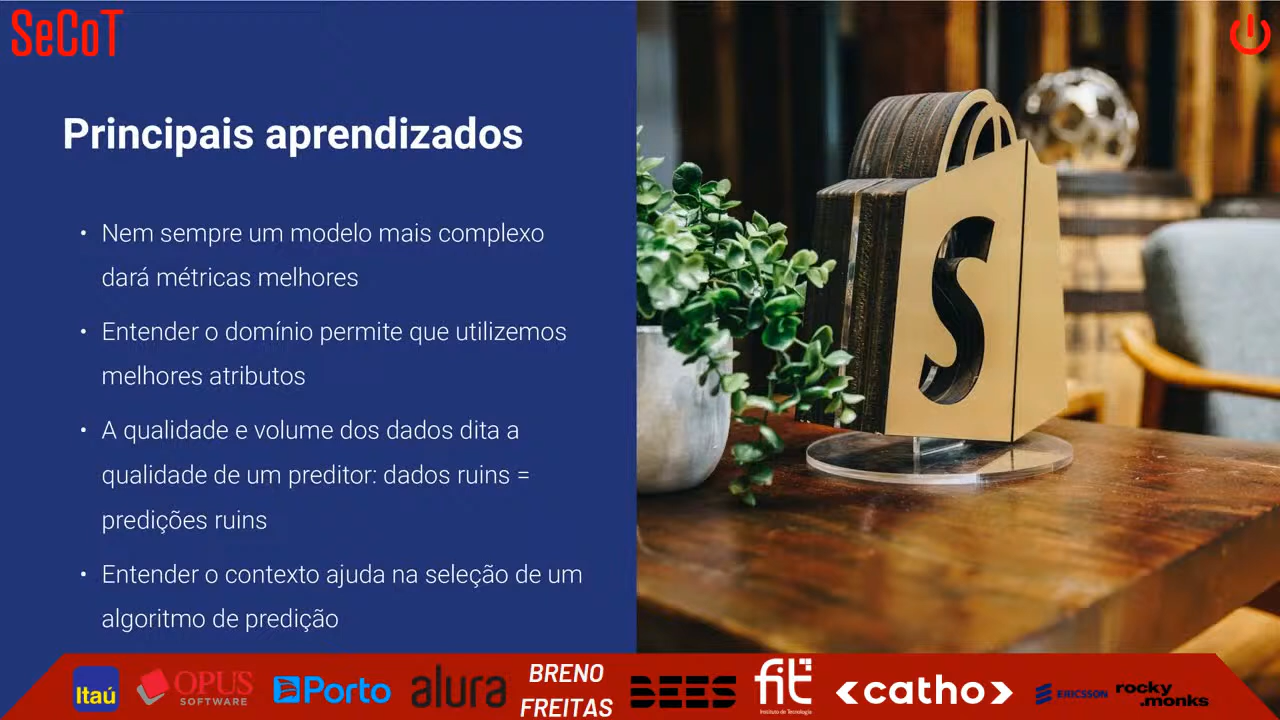 SeCoT
Principais aprendizados
• Nem sempre um modelo mais complexo
dará métricas melhores
• Entender o domínio permite que utilizemos
melhores atributos
• A qualidade e volume dos dados dita a
qualidade de um preditor: dados ruins =
predições ruins
• Entender o contexto ajuda na seleção de um
algoritmo de predição
S
Itaú
OPUS
SOFTWARE
Porto
alura
BRENO
FREITAS
BEES
fit
Instituto de Tecnologia
<catho>
ERICSSON
rocky
.monks